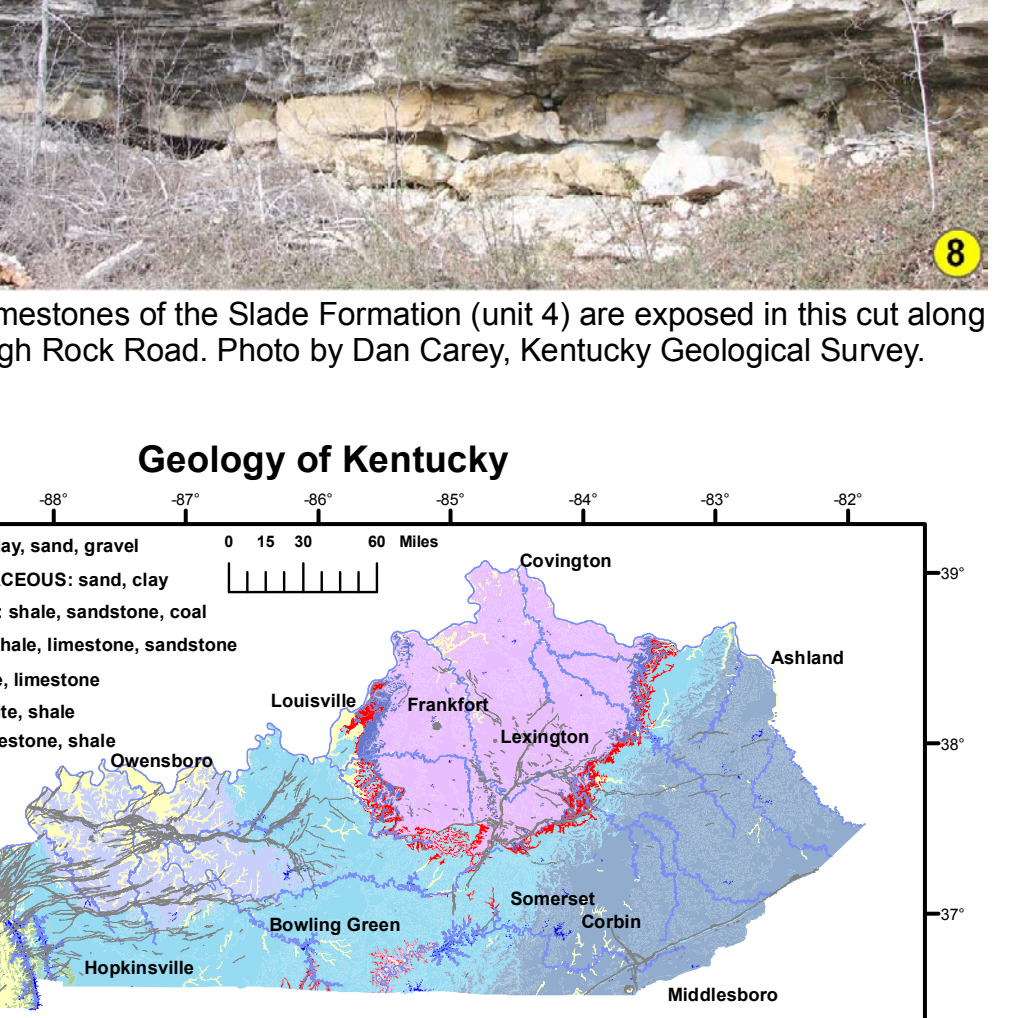 8
mestones of the Slade Formation (unit 4) are exposed in this cut along
gh Rock Road. Photo by Dan Carey, Kentucky Geological Survey.
Geology of Kentucky
-88° -87° -86° -85° -84° -83° -82°
ay, sand, gravel
0 15 30 60 Miles
CEOUS: sand, clay
: shale, sandstone, coal
hale, limestone, sandstone
e, limestone
te, shale
estone, shale
Covington
39°
Ashland
Louisville
Frankfort
Lexington
38°
Owensboro
Somerset
Corbin
37°
Bowling Green
Hopkinsville
Middlesboro